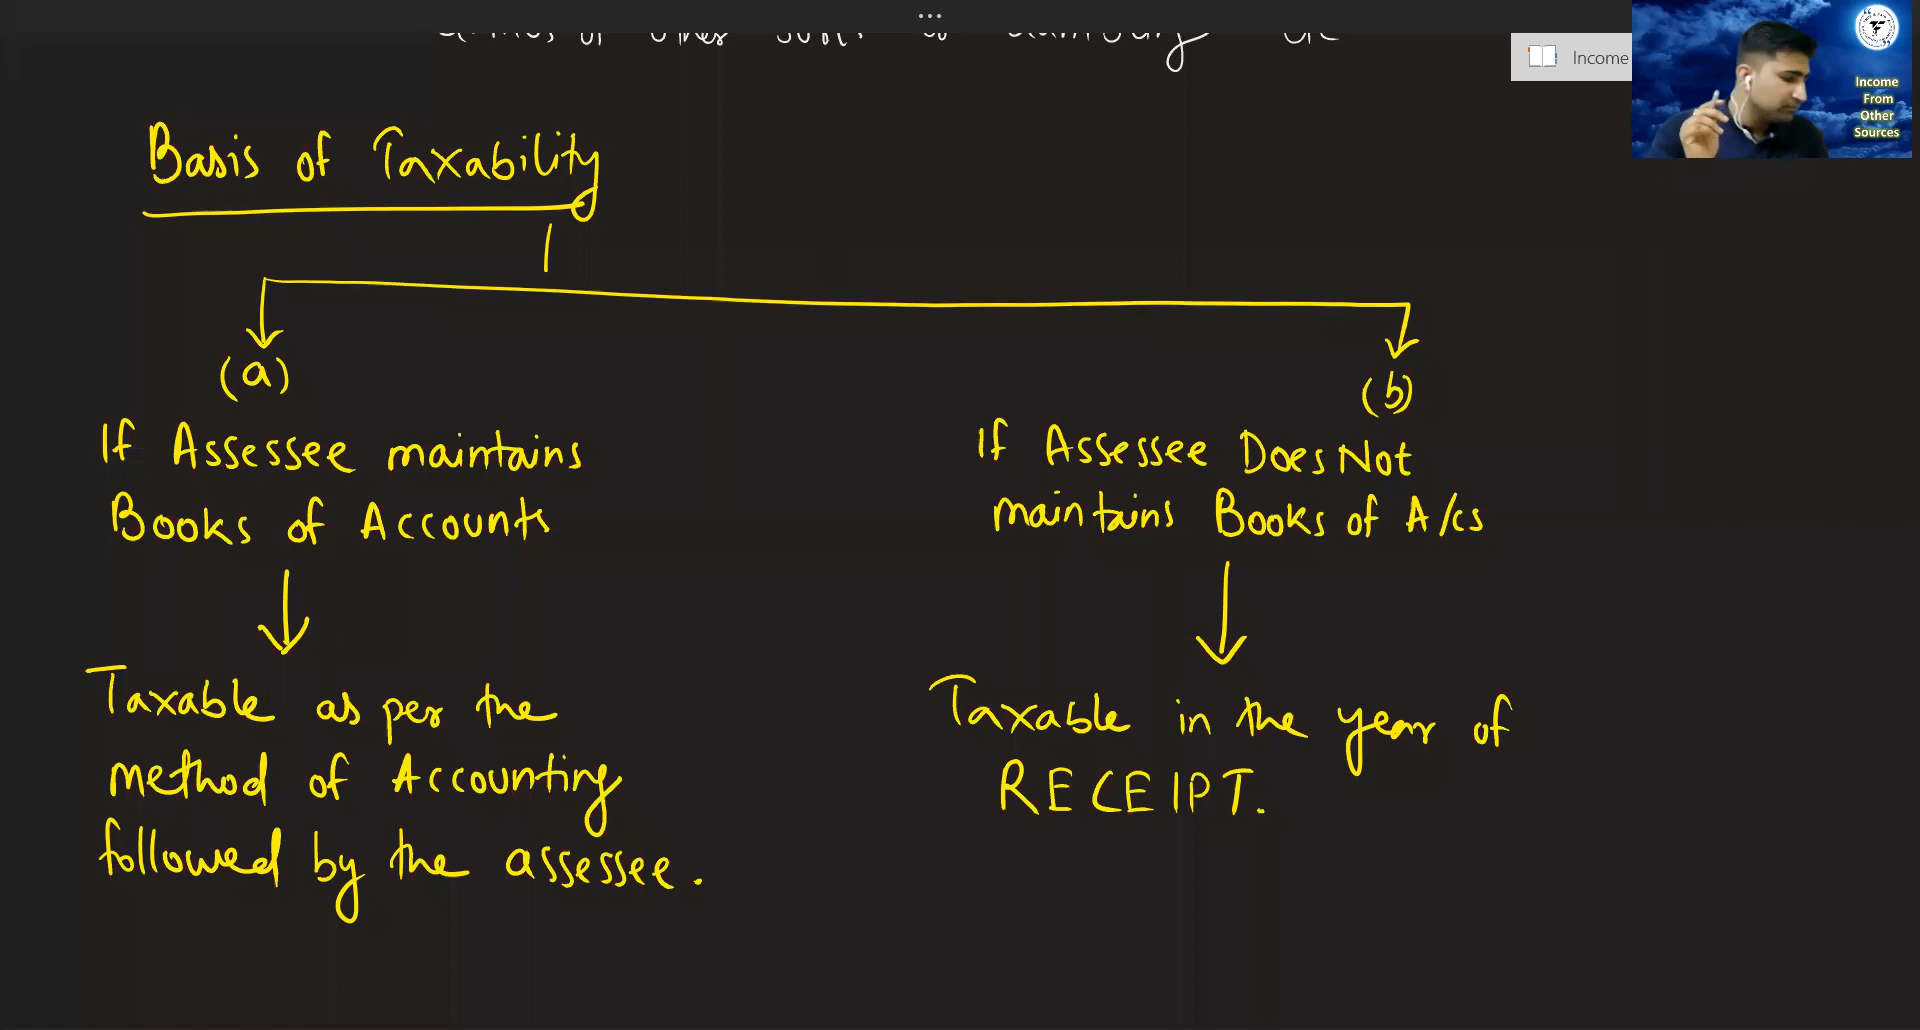 Income
Income
From
Other
Sources
Basis of Taxability
(a)
If Assessee maintains
Books of Accounts
Taxable as per the
method of Accounting
followed by the assessee.
(b)
If Assessee Does Not
maintains Books of A/cs
Taxable in the year of
RECEIPT.